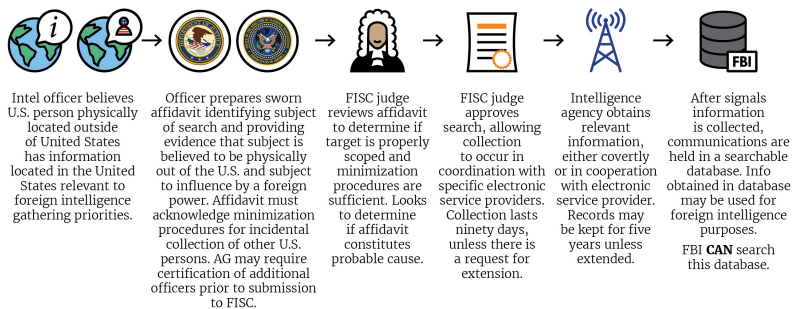 i
Intel officer believes
U.S. person physically
located outside
of United States
has information
located in the United
States relevant to
foreign intelligence
gathering priorities.
Officer prepares sworn
affidavit identifying subject
of search and providing
evidence that subject is
believed to be physically
out of the U.S. and subject
to influence by a foreign
power. Affidavit must
acknowledge minimization
procedures for incidental
collection of other U.S.
persons. AG may require
certification of additional
officers prior to submission
to FISC.
FISC judge
reviews affidavit
to determine if
target is properly
scoped and
minimization
procedures are
sufficient. Looks
to determine
if affidavit
constitutes
probable cause.
FISC judge
approves
search, allowing
collection
to occur in
coordination with
specific electronic
service providers.
Collection lasts
ninety days,
unless there is
a request for
extension.
Intelligence
agency obtains
relevant
information,
either covertly
or in cooperation
with electronic
service provider.
Records may
be kept for five
years unless
extended.
FBI
After signals
information
is collected,
communications are
held in a searchable
database. Info
obtained in database
may be used for
foreign intelligence
purposes.
FBI CAN search
this database.